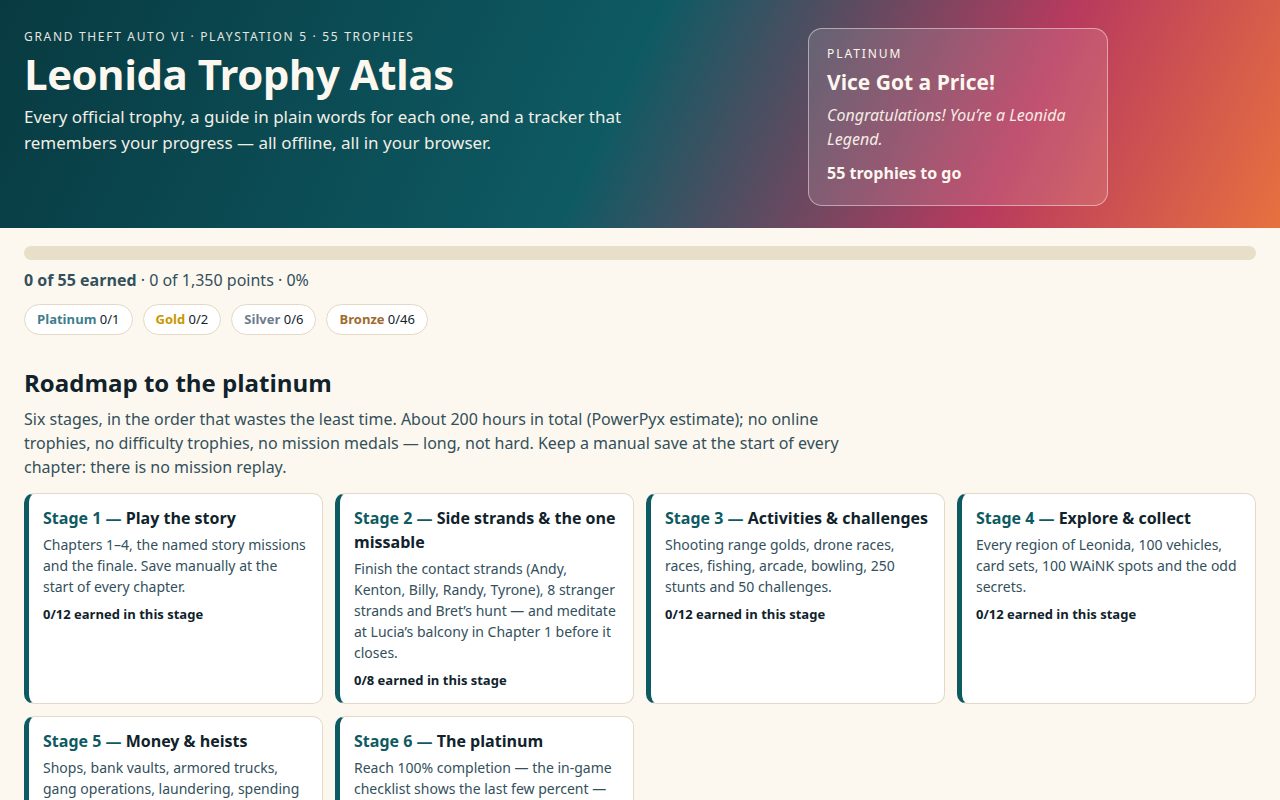 GRAND THEFT AUTO VI · PLAYSTATION 5 · 55 TROPHIES
Leonida Trophy Atlas
Every official trophy, a guide in plain words for each one, and a tracker that
remembers your progress — all offline, all in your browser.
PLATINUM
Vice Got a Price!
Congratulations! You’re a Leonida
Legend.
55 trophies to go
0 of 55 earned · 0 of 1,350 points · 0%
Platinum 0/1
Gold 0/2
Silver 0/6
Bronze 0/46
Roadmap to the platinum
Six stages, in the order that wastes the least time. About 200 hours in total (PowerPyx estimate); no online
trophies, no difficulty trophies, no mission medals — long, not hard. Keep a manual save at the start of every
chapter: there is no mission replay.
Stage 1 — Play the story
Chapters 1–4, the named story missions
and the finale. Save manually at the
start of every chapter.
0/12 earned in this stage
Stage 2 — Side strands & the one
missable
Finish the contact strands (Andy,
Kenton, Billy, Randy, Tyrone), 8 stranger
strands and Bret’s hunt — and meditate
at Lucia’s balcony in Chapter 1 before it
closes.
0/8 earned in this stage
Stage 3 — Activities & challenges
Shooting range golds, drone races,
races, fishing, arcade, bowling, 250
stunts and 50 challenges.
0/12 earned in this stage
Stage 4 — Explore & collect
Every region of Leonida, 100 vehicles,
card sets, 100 WAiNK spots and the odd
secrets.
0/12 earned in this stage
Stage 5 — Money & heists
Shops, bank vaults, armored trucks,
gang operations, laundering, spending
Stage 6 — The platinum
Reach 100% completion — the in-game
checklist shows the last few percent —